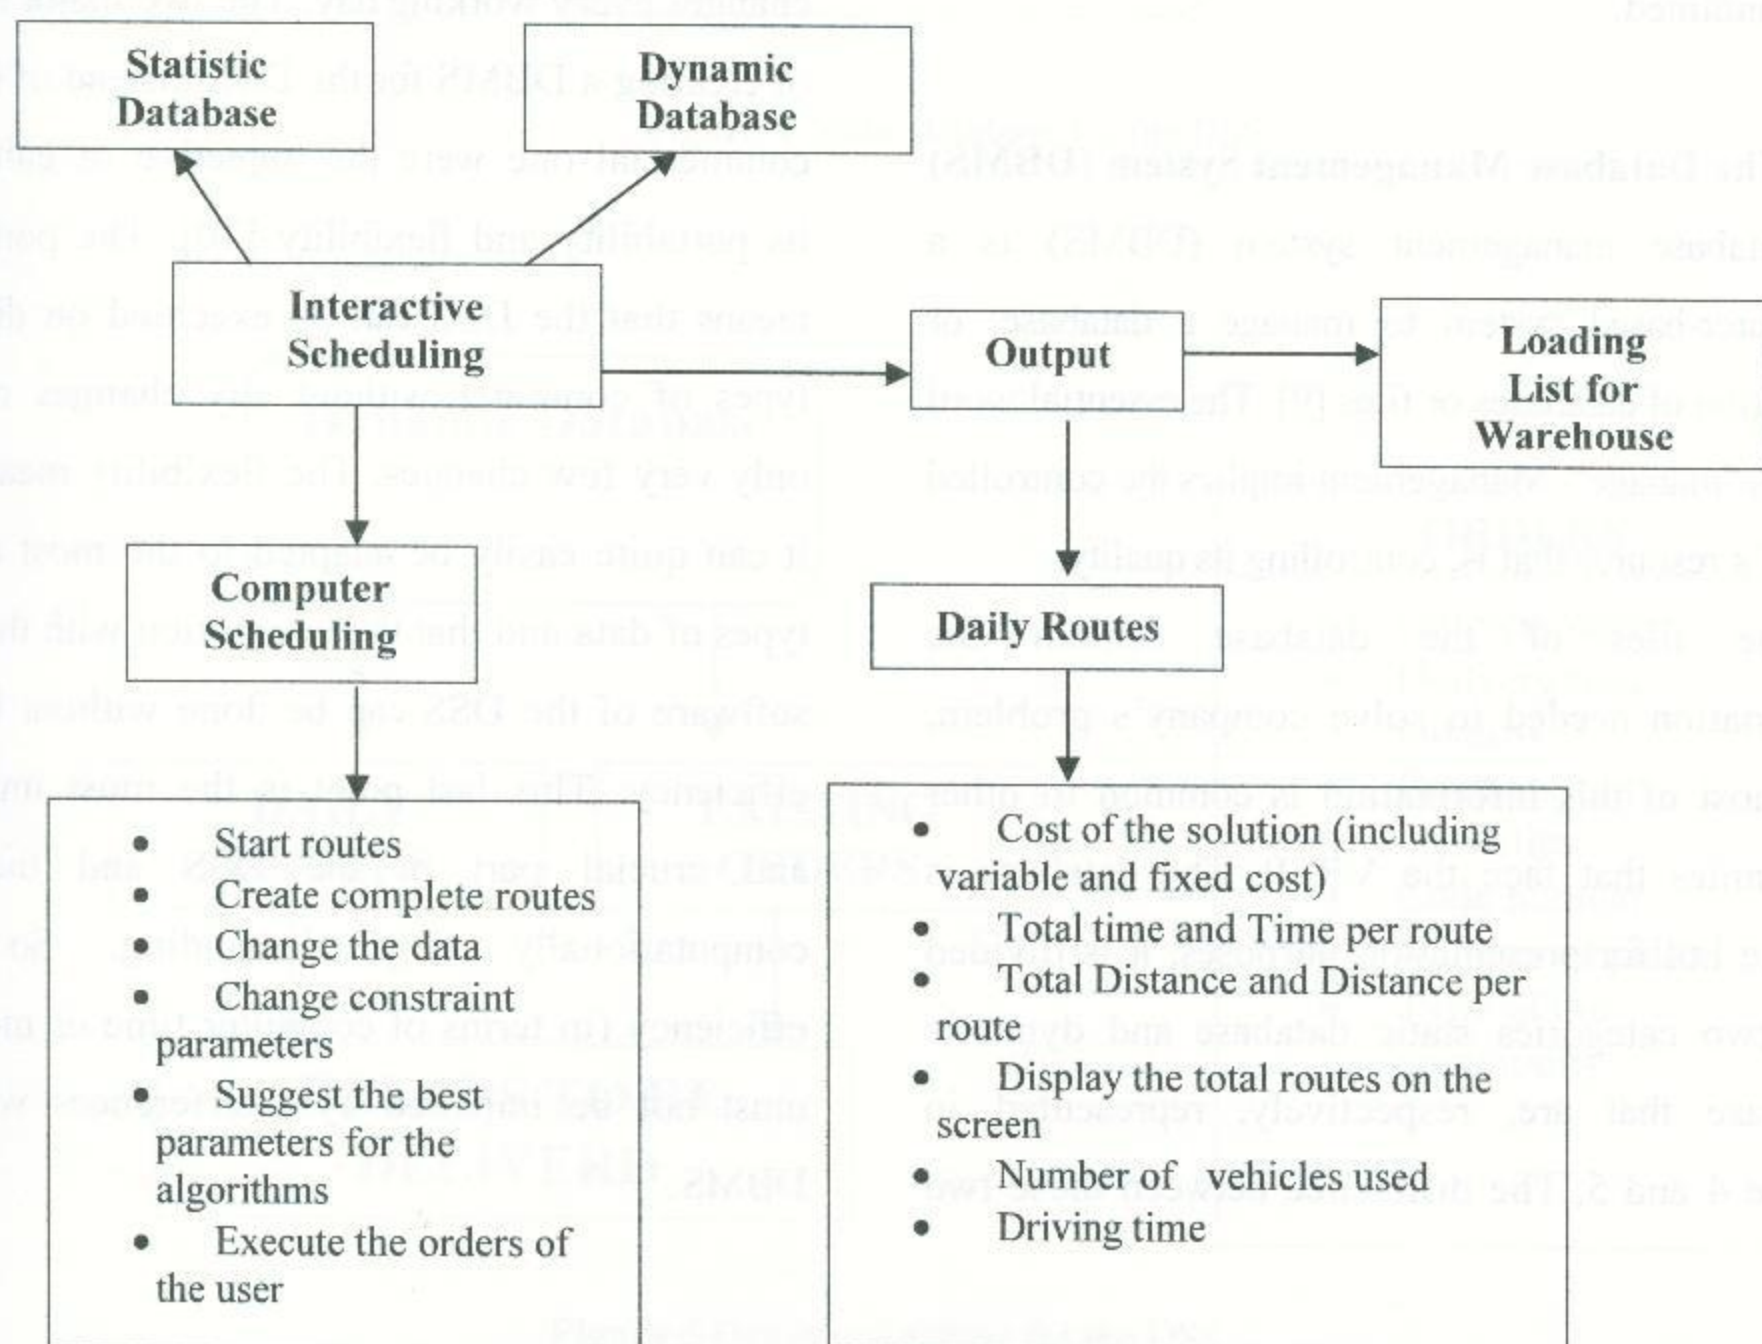 Statistic
Database
Dynamic
Database
Interactive
Scheduling
Output
Loading
List for
Warehouse
Computer
Scheduling
Daily Routes
• Start routes
• Create complete routes
• Change the data
• Change constraint
parameters
• Suggest the best
parameters for the
algorithms
• Execute the orders of
the user
• Cost of the solution (including
variable and fixed cost)
• Total time and Time per route
• Total Distance and Distance per
route
• Display the total routes on the
screen
• Number of vehicles used
• Driving time